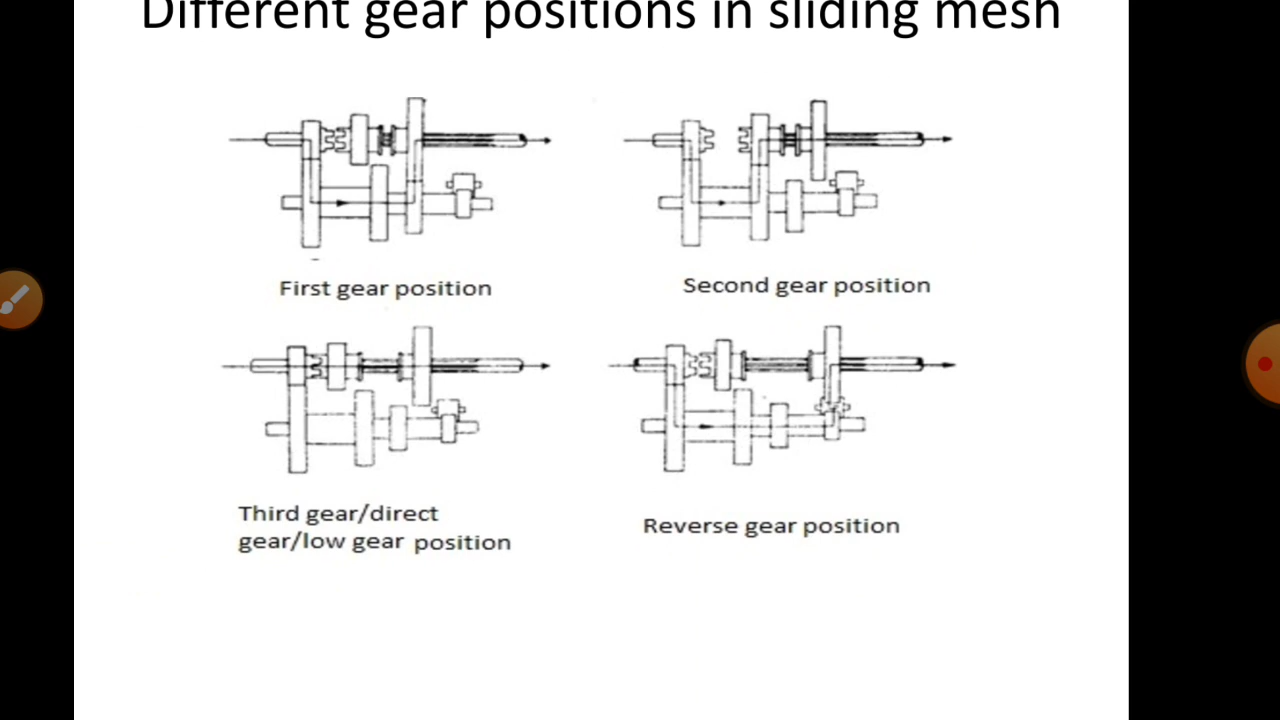 Different gear positions in sliding mesh
First gear position
Second gear position
Third gear/direct
gear/low gear position
Reverse gear position